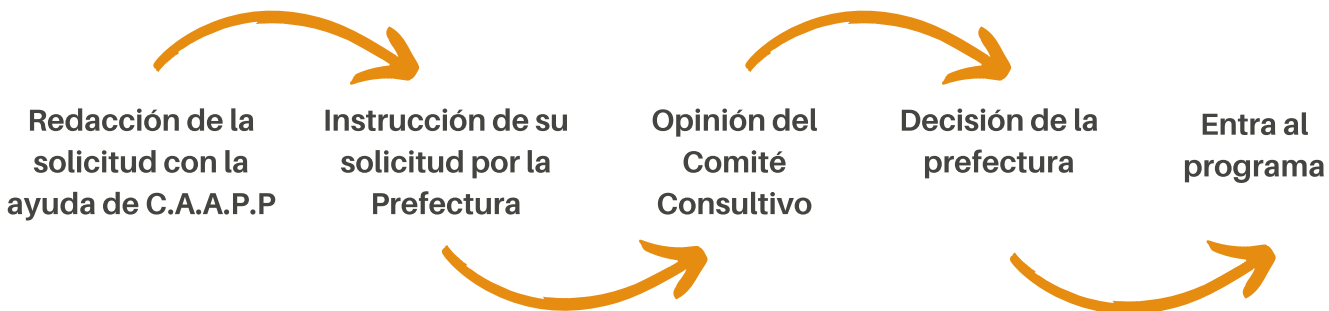 Redacción de la
solicitud con la
ayuda de C.A.A.P.P
Instrucción de su
solicitud por la
Prefectura
Opinión del
Comité
Consultivo
Decisión de la
prefectura
Entra al
programa